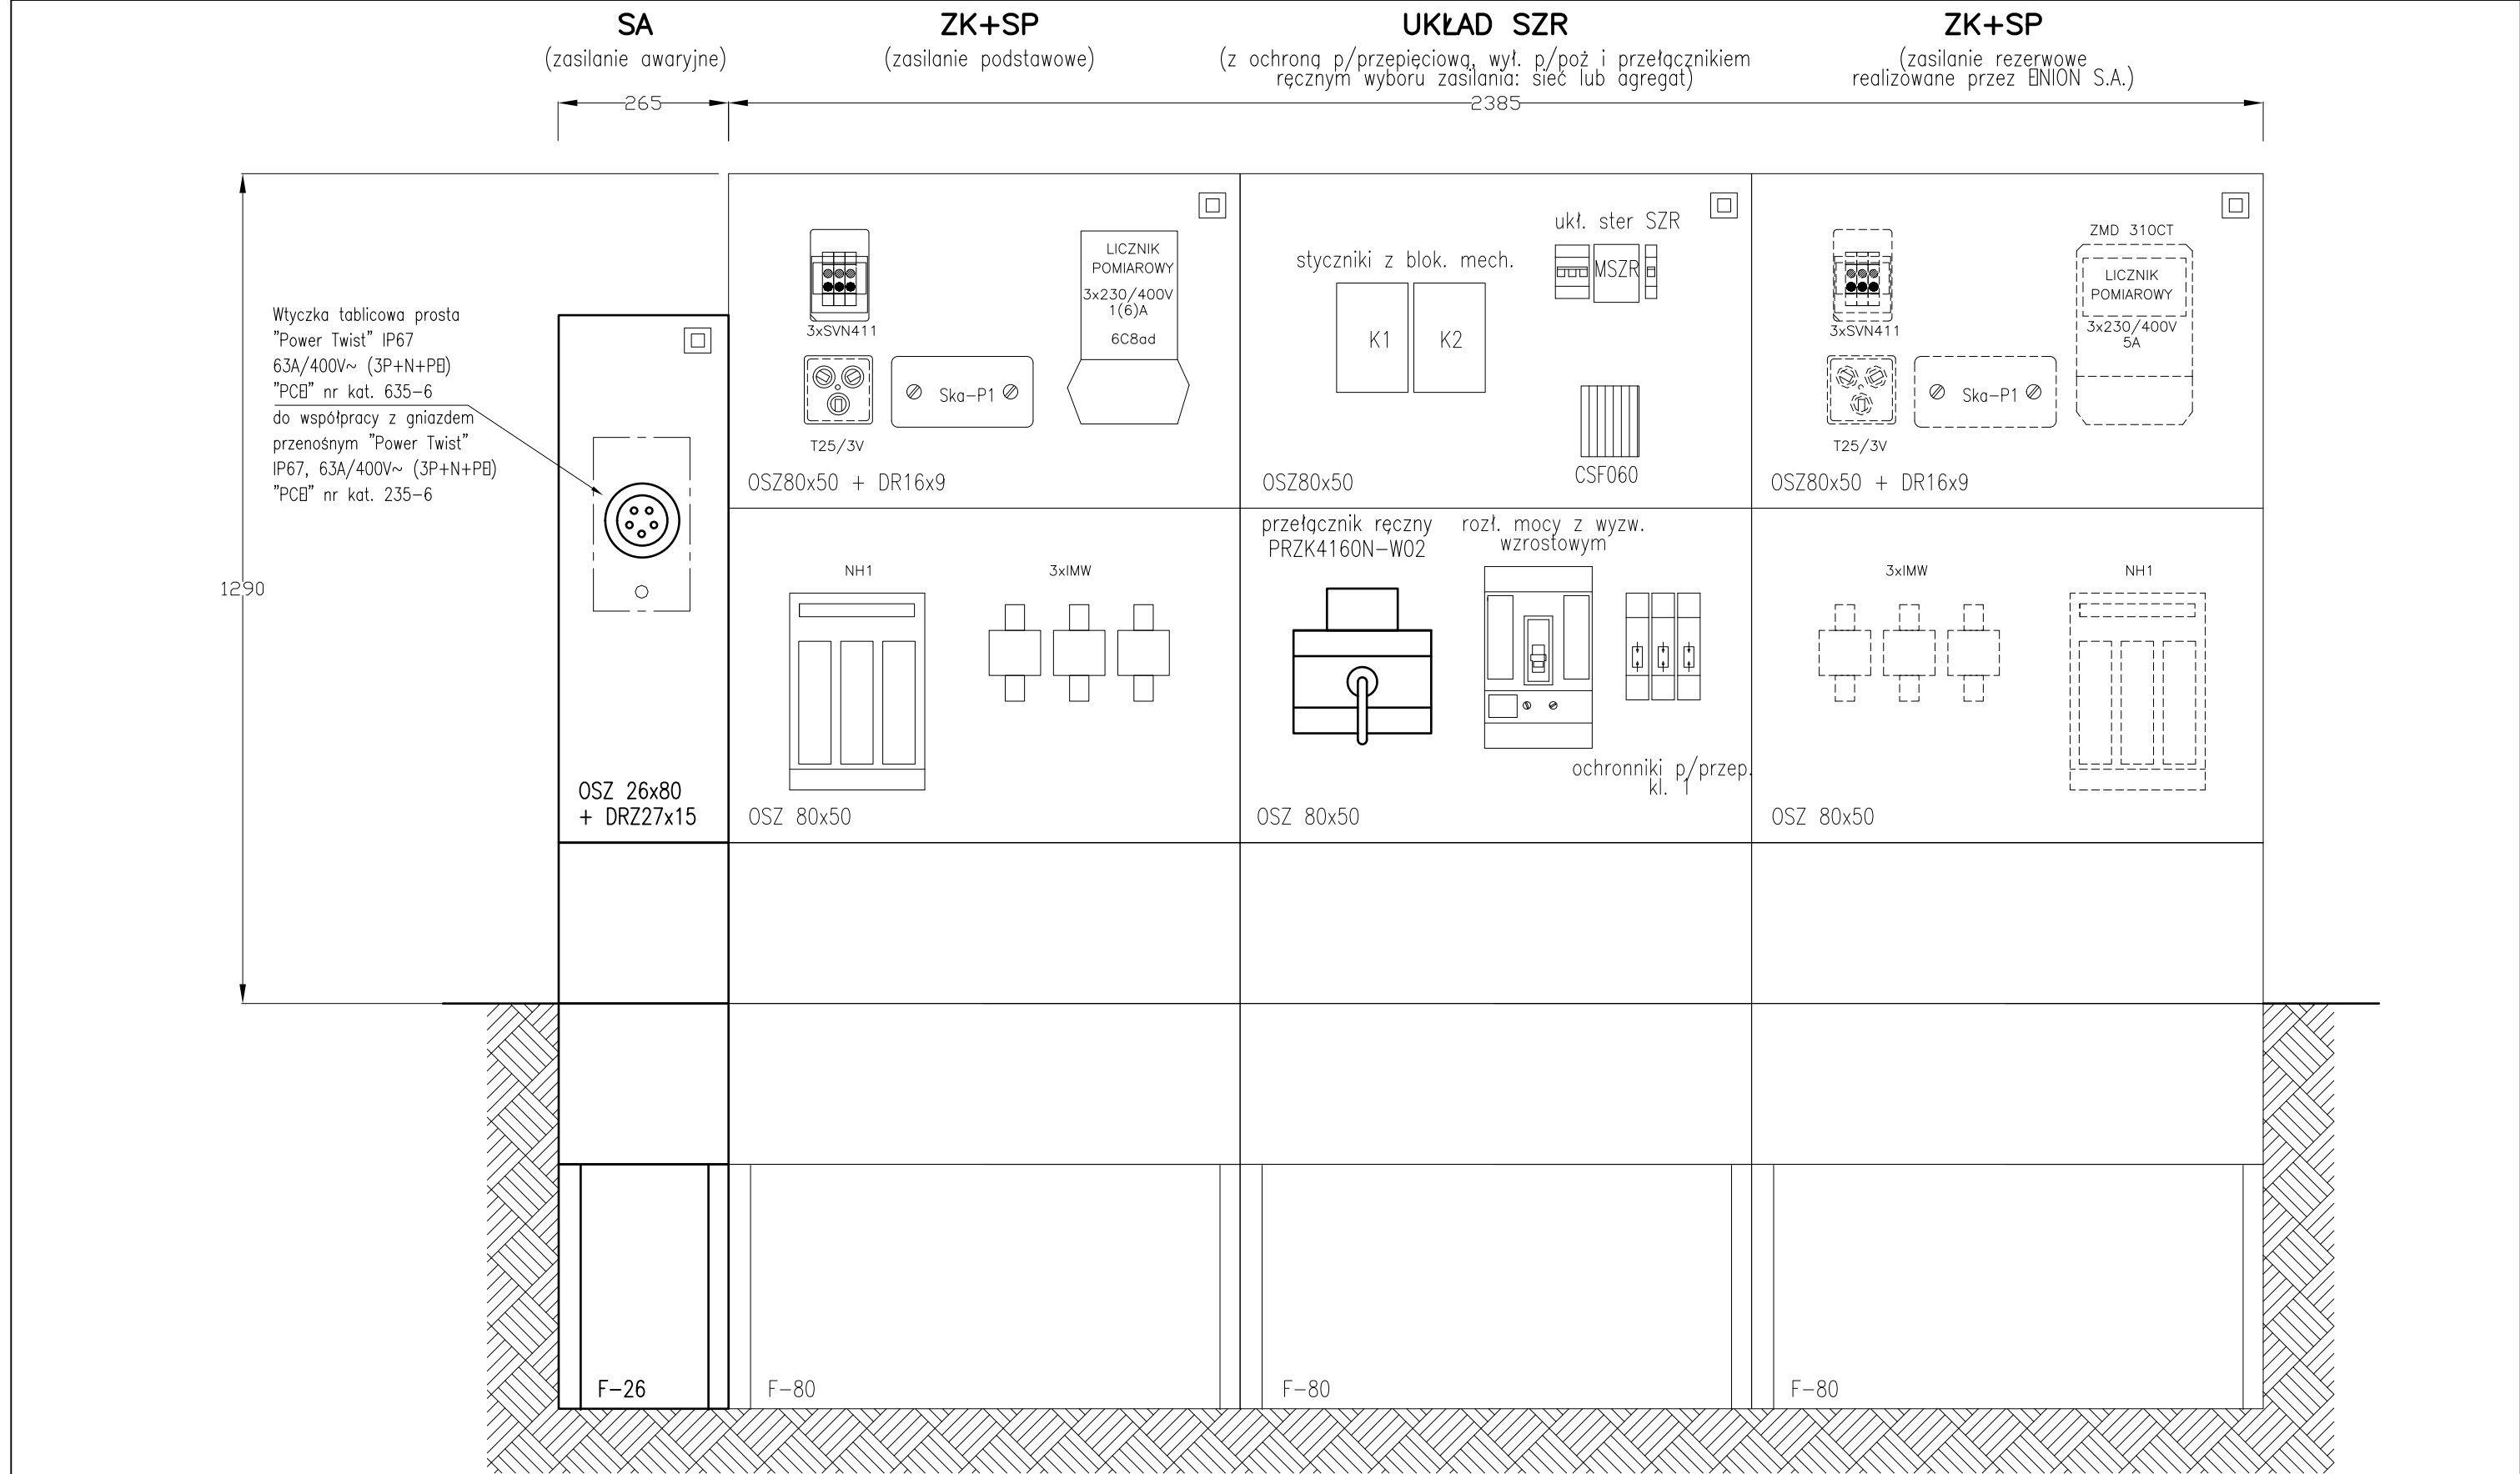 SA
(zasilanie awaryjne)
ZK+SP
(zasilanie podstawowe)
UKŁAD SZR
(z ochroną p/przepięciową, wył. p/poż i przełącznikiem
ręcznym wyboru zasilania: sieć lub agregat)
ZK+SP
(zasilanie rezerwowe
realizowane przez ENION S.A.)
265
2385
1290
Wtyczka tablicowa prosta
"Power Twist" IP67
63A/400V~ (3P+N+PE)
"PCE" nr kat. 635-6
do współpracy z gniazdem
przenośnym "Power Twist"
IP67, 63A/400V~ (3P+N+PE)
"PCE" nr kat. 235-6
OSZ 26x80
+ DRZ27x15
F-26
3xSVN411
LICZNIK
POMIAROWY
3x230/400V
1(6)A
6C8ad
T25/3V
Ska-P1
OSZ80x50 + DR16x9
NH1
3xIMW
OSZ 80x50
F-80
styczniki z blok. mech.
K1
K2
ukł. ster SZR
MSZR
CSF060
OSZ80x50
przełącznik ręczny
PRZK4160N-W02
rozł. mocy z wyzw.
wzrostowym
ochronniki p/przep.
kl. 1
OSZ 80x50
F-80
3xSVN411
ZMD 310CT
LICZNIK
POMIAROWY
3x230/400V
5A
T25/3V
Ska-P1
OSZ80x50 + DR16x9
3xIMW
NH1
OSZ 80x50
F-80